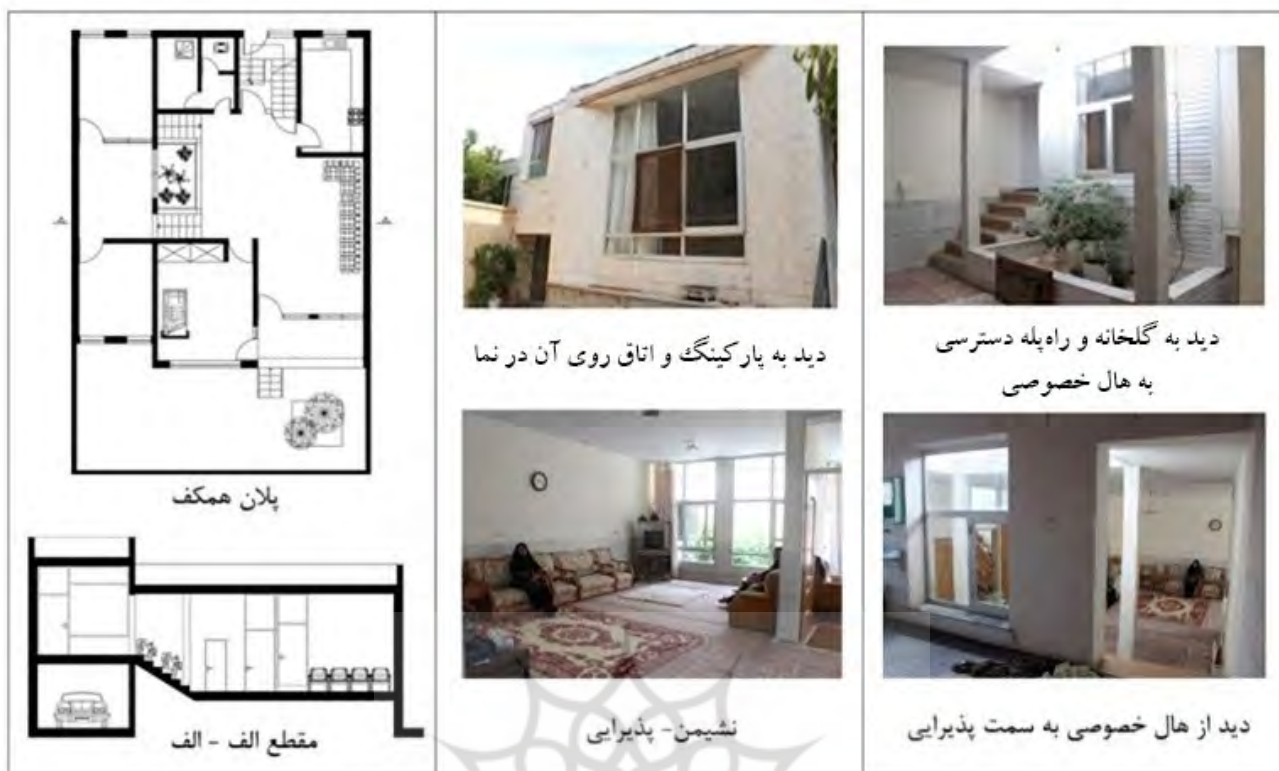 دید به گلخانه و راه‌پله دسترسی
به هال خصوصی
دید به پارکینگ و اتاق روی آن در نما
پلان همکف
دید از هال خصوصی به سمت پذیرایی
نشیمن- پذیرایی
مقطع الف - الف